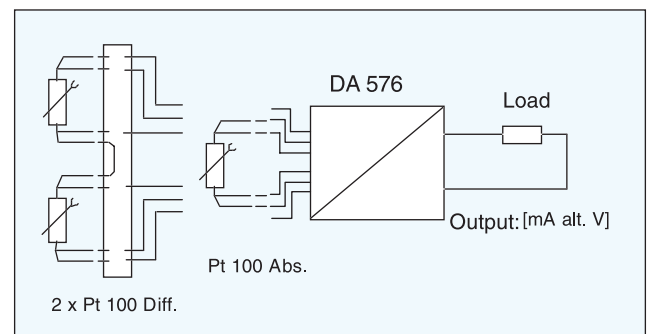 DA 576
Load
Output: [mA alt. V]
Pt 100 Abs.
2 x Pt 100 Diff.